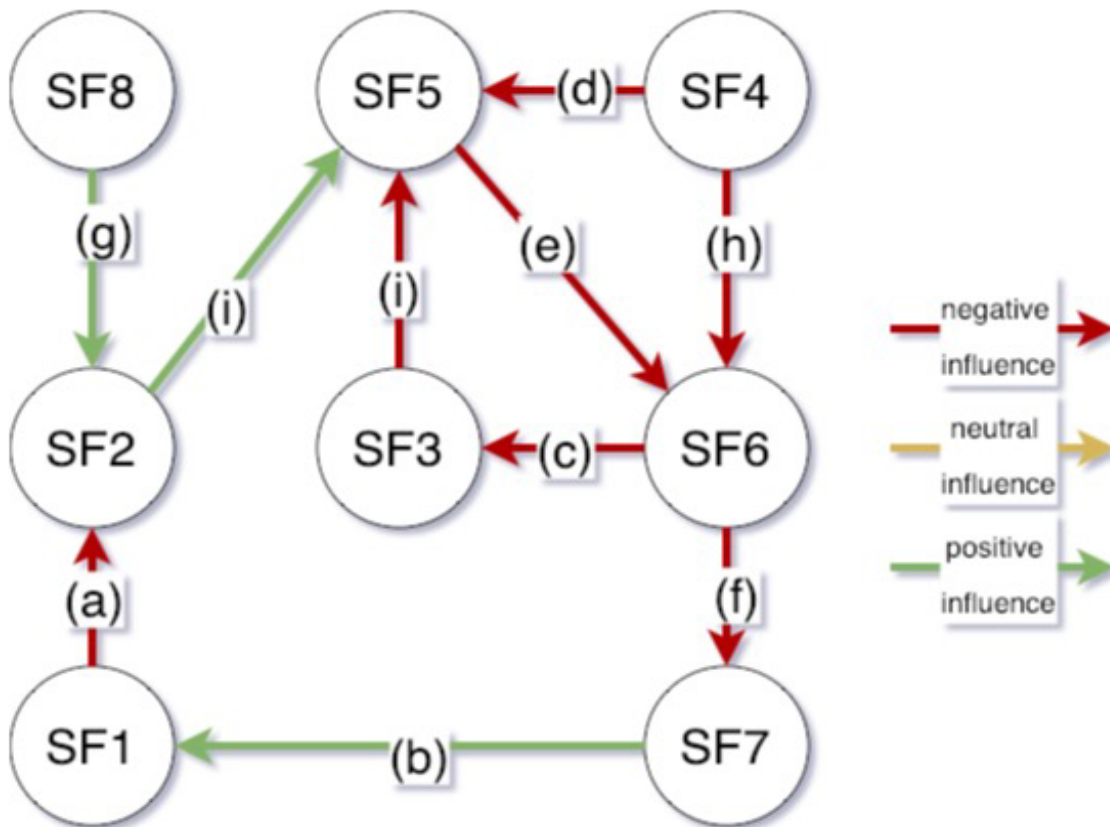 SF8
SF5
(d)
SF4
(g)
(e)
(h)
(i)
(i)
negative
influence
SF2
SF3
(c)
SF6
neutral
influence
positive
influence
(a)
(f)
SF1
(b)
SF7